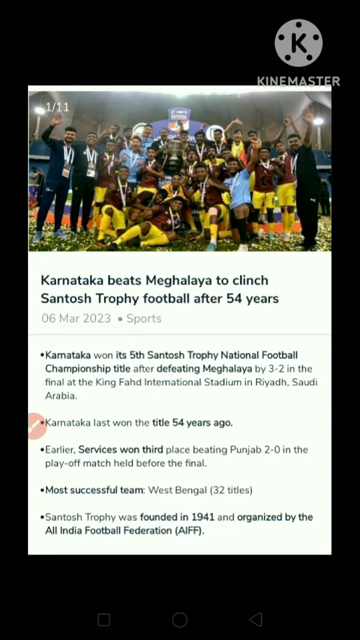 KINEMASTER
1/11
Karnataka beats Meghalaya to clinch
Santosh Trophy football after 54 years
06 Mar 2023 • Sports
•Karnataka won its 5th Santosh Trophy National Football
Championship title after defeating Meghalaya by 3-2 in the
final at the King Fahd International Stadium in Riyadh, Saudi
Arabia.
•Karnataka last won the title 54 years ago.
•Earlier, Services won third place beating Punjab 2-0 in the
play-off match held before the final.
•Most successful team: West Bengal (32 titles)
•Santosh Trophy was founded in 1941 and organized by the
All India Football Federation (AIFF).